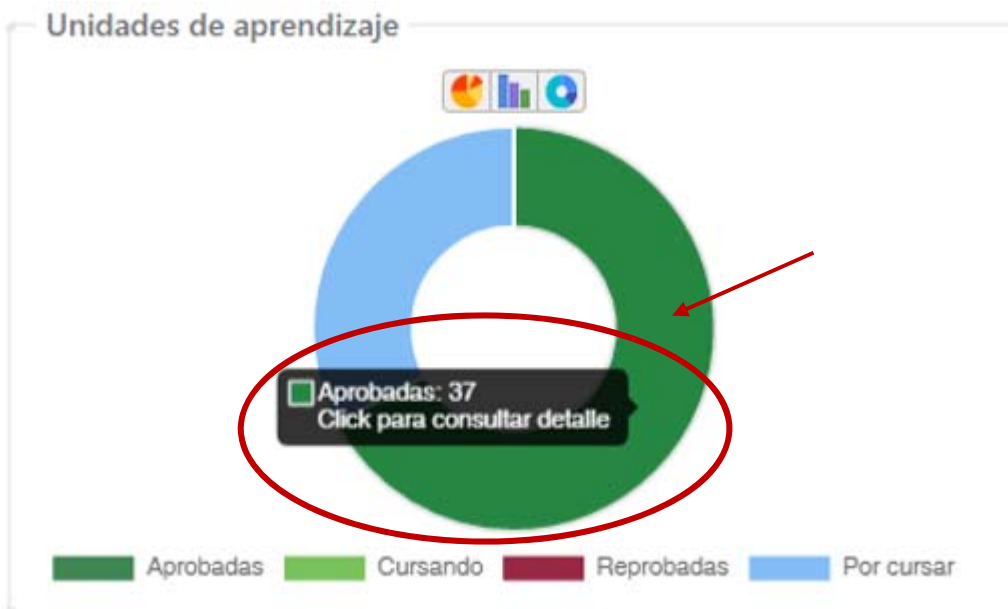 Unidades de aprendizaje
Aprobadas: 37
Click para consultar detalle
Aprobadas Cursando Reprobadas Por cursar